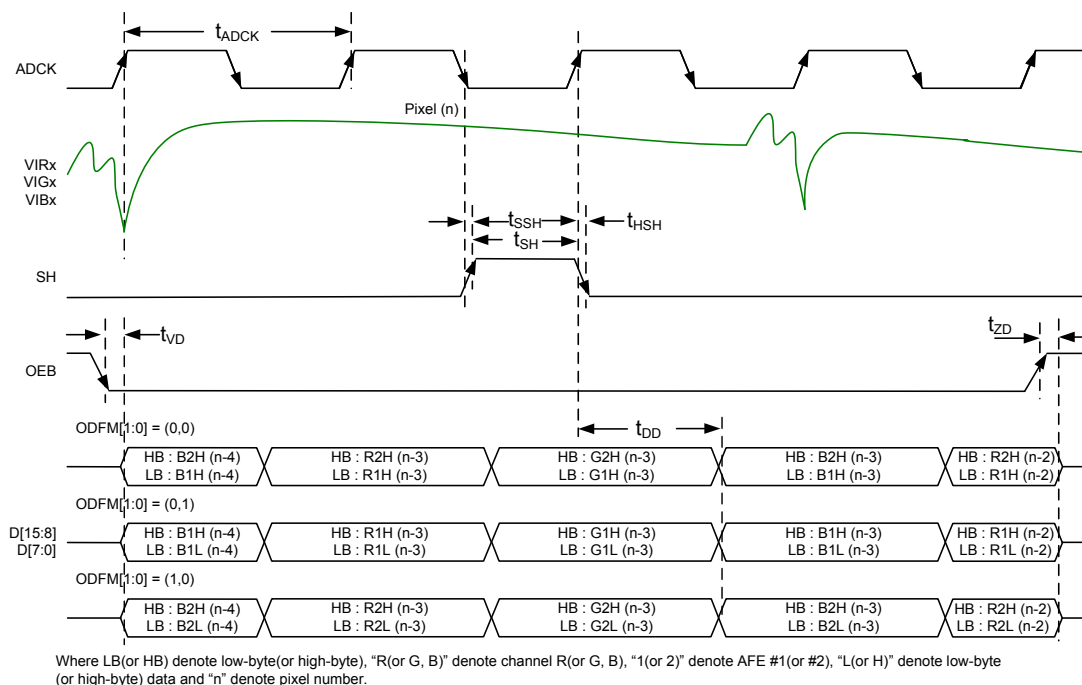 tADCK
ADCK
Pixel (n)
VIRx
VIGx
VIBx
tSSH
tHSH
tSH
SH
tVD
tZD
OEB
ODFM[1:0] = (0,0)
tDD
HB : B2H (n-4) HB : R2H (n-3) HB : G2H (n-3) HB : B2H (n-3) HB : R2H (n-2)
LB : B1H (n-4) LB : R1H (n-3) LB : G1H (n-3) LB : B1H (n-3) LB : R1H (n-2)
ODFM[1:0] = (0,1)
D[15:8] HB : B1H (n-4) HB : R1H (n-3) HB : G1H (n-3) HB : B1H (n-3) HB : R1H (n-2)
D[7:0] LB : B1L (n-4) LB : R1L (n-3) LB : G1L (n-3) LB : B1L (n-3) LB : R1L (n-2)
ODFM[1:0] = (1,0)
HB : B2H (n-4) HB : R2H (n-3) HB : G2H (n-3) HB : B2H (n-3) HB : R2H (n-2)
LB : B2L (n-4) LB : R2L (n-3) LB : G2L (n-3) LB : B2L (n-3) LB : R2L (n-2)
Where LB(or HB) denote low-byte(or high-byte), “R(or G, B)” denote channel R(or G, B), “1(or 2)” denote AFE #1(or #2), “L(or H)” denote low-byte
(or high-byte) data and “n” denote pixel number.